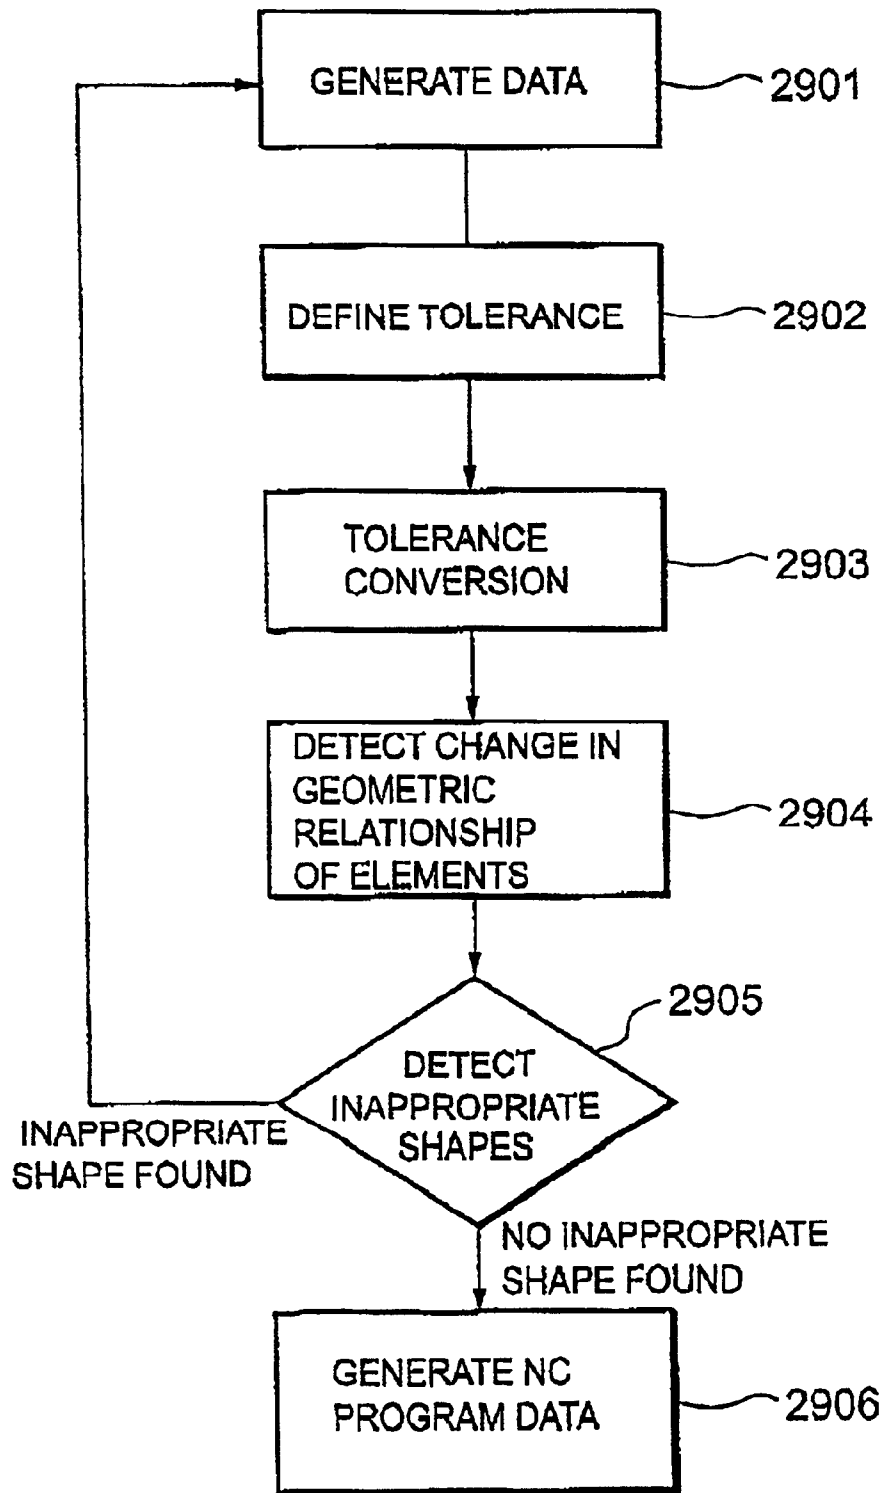 GENERATE DATA
2901
DEFINE TOLERANCE
2902
TOLERANCE
CONVERSION
2903
DETECT CHANGE IN
GEOMETRIC
RELATIONSHIP
OF ELEMENTS
2904
2905
DETECT
INAPPROPRIATE
SHAPES
INAPPROPRIATE
SHAPE FOUND
NO INAPPROPRIATE
SHAPE FOUND
GENERATE NC
PROGRAM DATA
2906